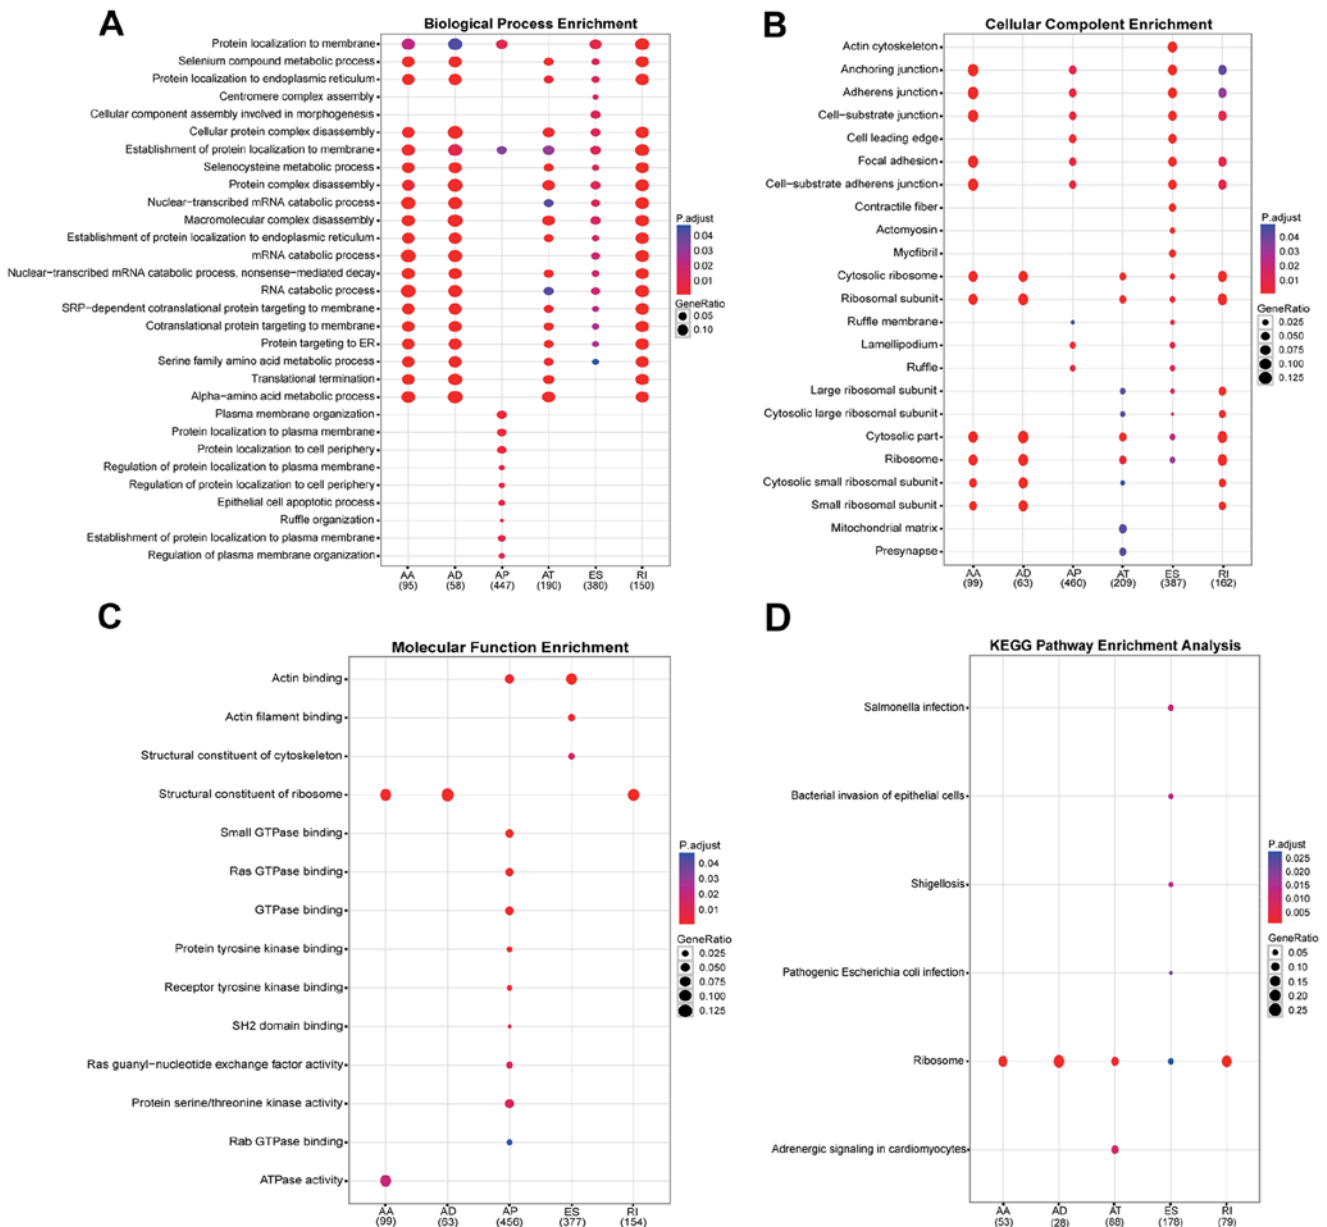 A
Biological Process Enrichment
Protein localization to membrane
Selenium compound metabolic process
Protein localization to endoplasmic reticulum
Centromere complex assembly
Cellular component assembly involved in morphogenesis
Cellular protein complex disassembly
Establishment of protein localization to membrane
Selenocysteine metabolic process
Protein complex disassembly
Nuclear-transcribed mRNA catabolic process
Macromolecular complex disassembly
Establishment of protein localization to endoplasmic reticulum
mRNA catabolic process
Nuclear-transcribed mRNA catabolic process, nonsense-mediated decay
RNA catabolic process
SRP-dependent cotranslational protein targeting to membrane
Cotranslational protein targeting to membrane
Protein targeting to ER
Serine family amino acid metabolic process
Translational termination
Alpha-amino acid metabolic process
Plasma membrane organization
Protein localization to plasma membrane
Protein localization to cell periphery
Regulation of protein localization to plasma membrane
Regulation of protein localization to cell periphery
Epithelial cell apoptotic process
Ruffle organization
Establishment of protein localization to plasma membrane
Regulation of plasma membrane organization
AA AD AP AT ES RI
(95) (58) (447) (190) (380) (150)
P.adjust
0.04
0.03
0.02
0.01
GeneRatio
0.05
0.10
B
Cellular Compolent Enrichment
Actin cytoskeleton
Anchoring junction
Adherens junction
Cell-substrate junction
Cell leading edge
Focal adhesion
Cell-substrate adherens junction
Contractile fiber
Actomyosin
Myofibril
Cytosolic ribosome
Ribosomal subunit
Ruffle membrane
Lamellipodium
Ruffle
Large ribosomal subunit
Cytosolic large ribosomal subunit
Cytosolic part
Ribosome
Cytosolic small ribosomal subunit
Small ribosomal subunit
Mitochondrial matrix
Presynapse
AA AD AP AT ES RI
(99) (63) (460) (209) (387) (162)
P.adjust
0.04
0.03
0.02
0.01
GeneRatio
0.025
0.050
0.075
0.100
0.125
C
Molecular Function Enrichment
Actin binding
Actin filament binding
Structural constituent of cytoskeleton
Structural constituent of ribosome
Small GTPase binding
Ras GTPase binding
GTPase binding
Protein tyrosine kinase binding
Receptor tyrosine kinase binding
SH2 domain binding
Ras guanyl-nucleotide exchange factor activity
Protein serine/threonine kinase activity
Rab GTPase binding
ATPase activity
AA AD AP ES RI
(99) (63) (456) (377) (154)
P.adjust
0.04
0.03
0.02
0.01
GeneRatio
0.025
0.050
0.075
0.100
0.125
D
KEGG Pathway Enrichment Analysis
Salmonella infection
Bacterial invasion of epithelial cells
Shigellosis
Pathogenic Escherichia coli infection
Ribosome
Adrenergic signaling in cardiomyocytes
AA AD AT ES RI
(53) (28) (88) (178) (79)
P.adjust
0.025
0.020
0.015
0.010
0.005
GeneRatio
0.05
0.10
0.15
0.20
0.25